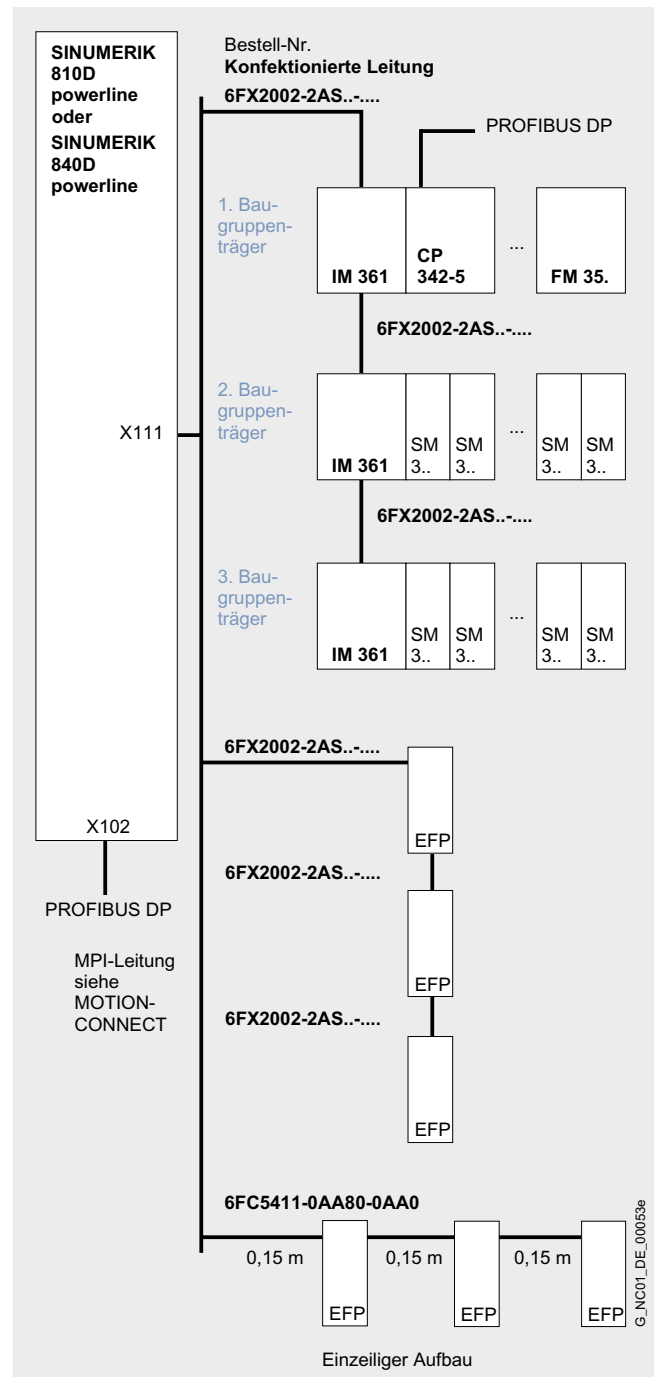 SINUMERIK
810D
powerline
oder
SINUMERIK
840D
powerline
Bestell-Nr.
Konfektionierte Leitung
6FX2002-2AS..-....
PROFIBUS DP
1. Bau-
gruppen-
träger
IM 361
CP
342-5
...
FM 35.
6FX2002-2AS..-....
X111
2. Bau-
gruppen-
träger
IM 361
SM
3..
SM
3..
...
SM
3..
SM
3..
6FX2002-2AS..-....
3. Bau-
gruppen-
träger
IM 361
SM
3..
SM
3..
...
SM
3..
SM
3..
6FX2002-2AS..-....
EFP
X102
PROFIBUS DP
6FX2002-2AS..-....
EFP
MPI-Leitung
siehe
MOTION-
CONNECT
6FX2002-2AS..-....
EFP
6FC5411-0AA80-0AA0
0,15 m
0,15 m
0,15 m
EFP
EFP
EFP
Einzeiliger Aufbau
G_NC01_DE_00053e